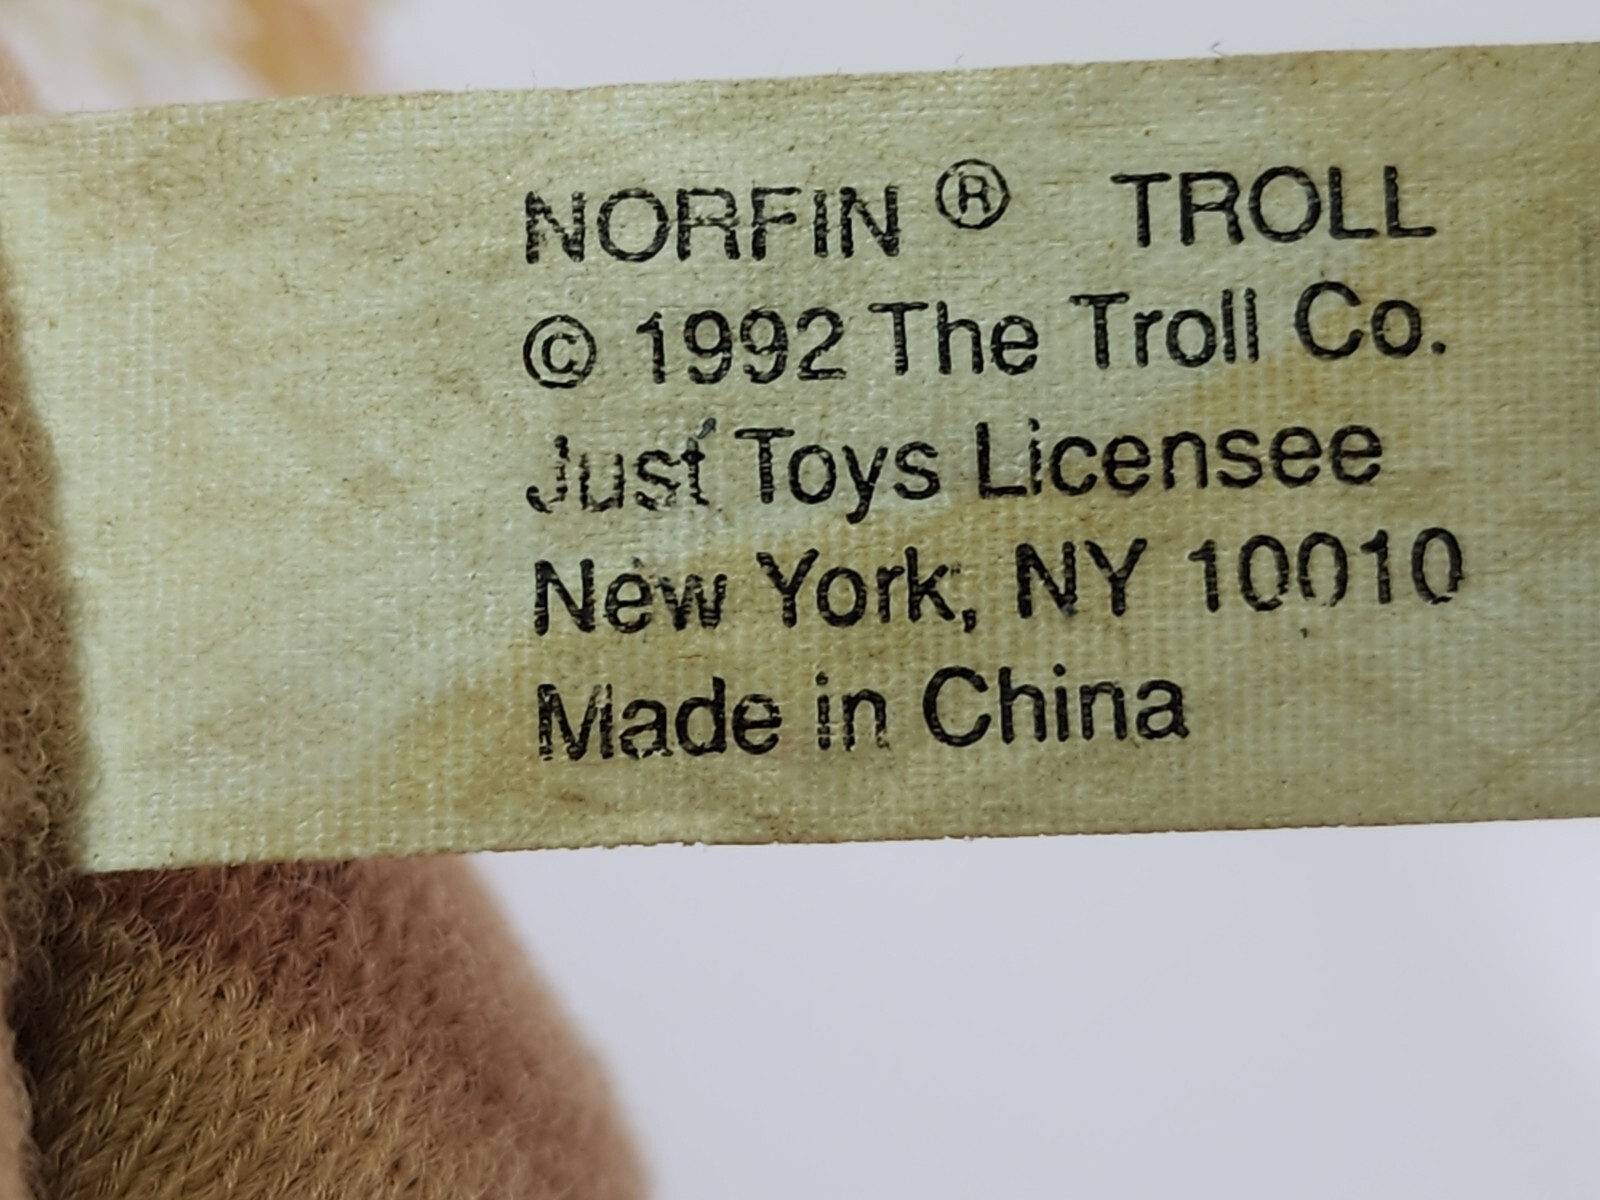 NORFIN ® TROLL
© 1992 The Troll Co.
Just Toys Licensee
New York, NY 10010
Made in China